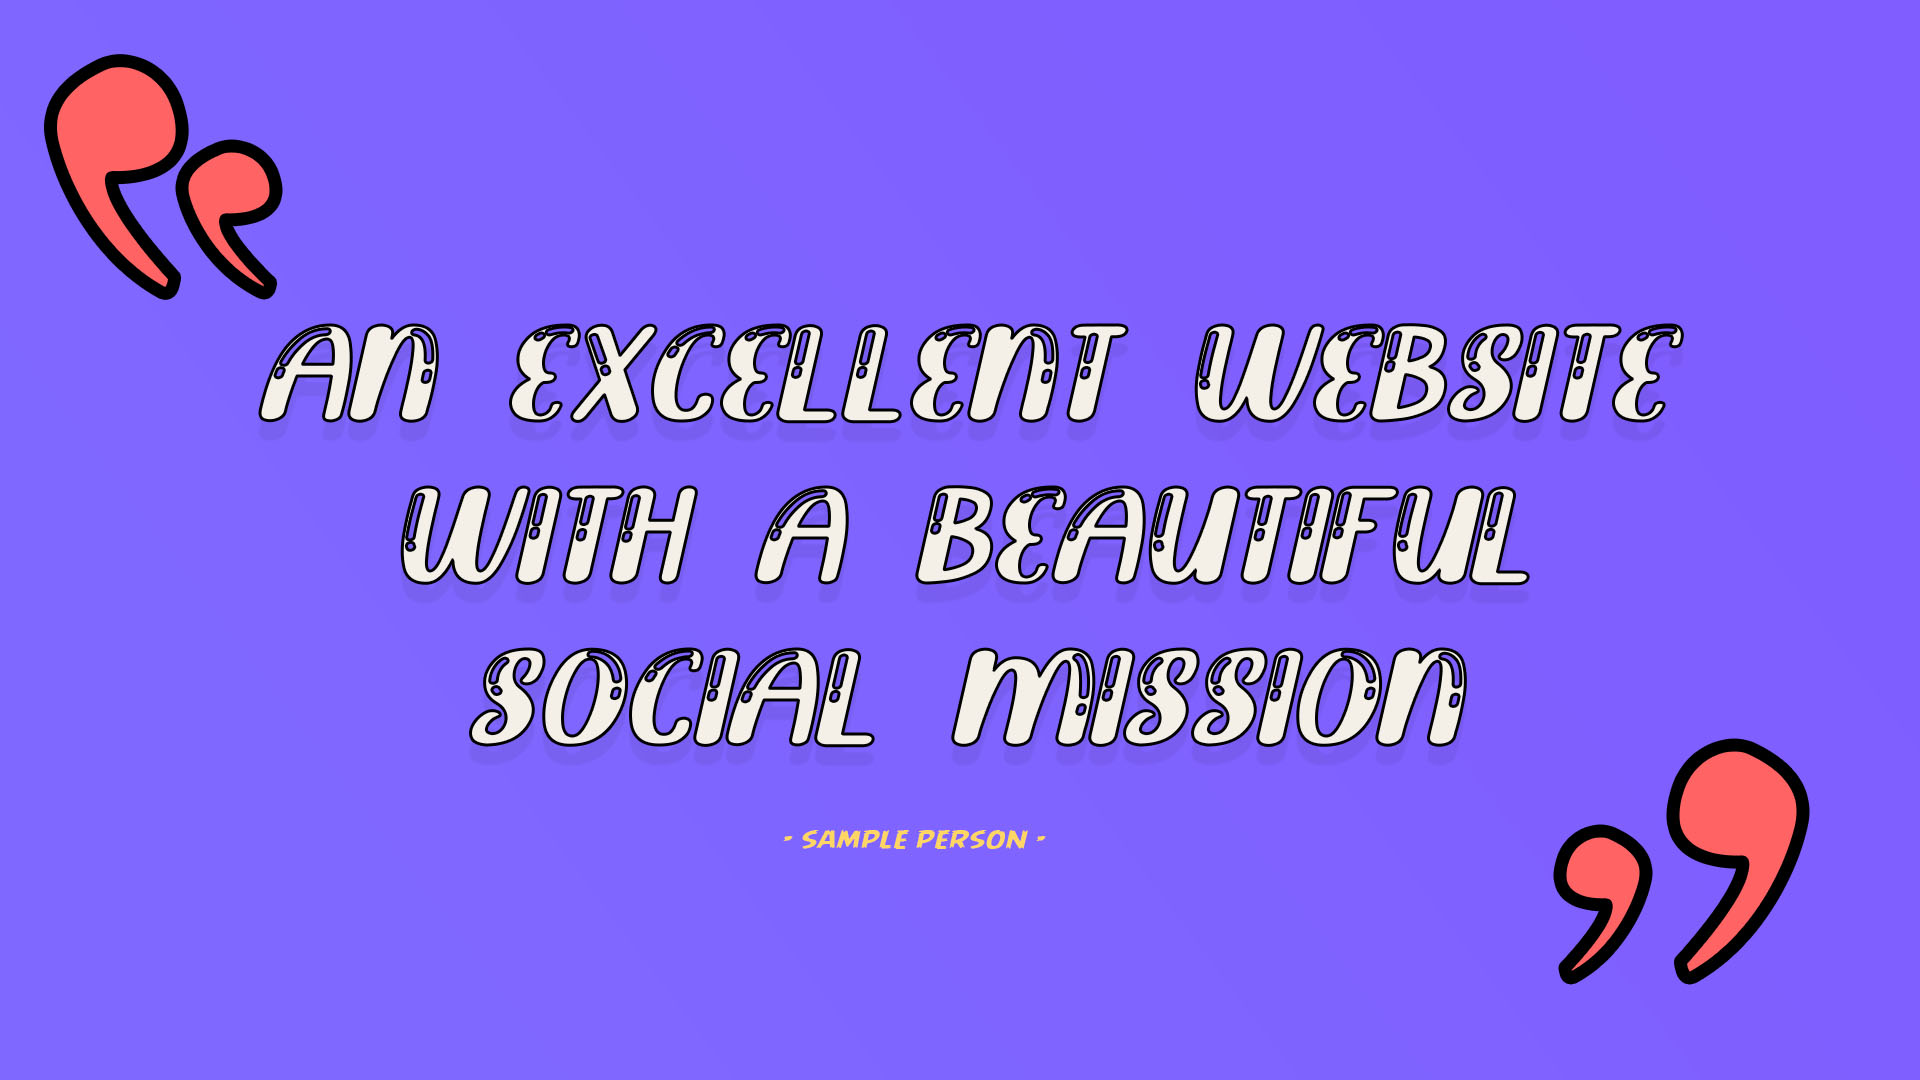 AN EXCELLENT WEBSITE
WITH A BEAUTIFUL
SOCIAL MISSION
- SAMPLE PERSON -